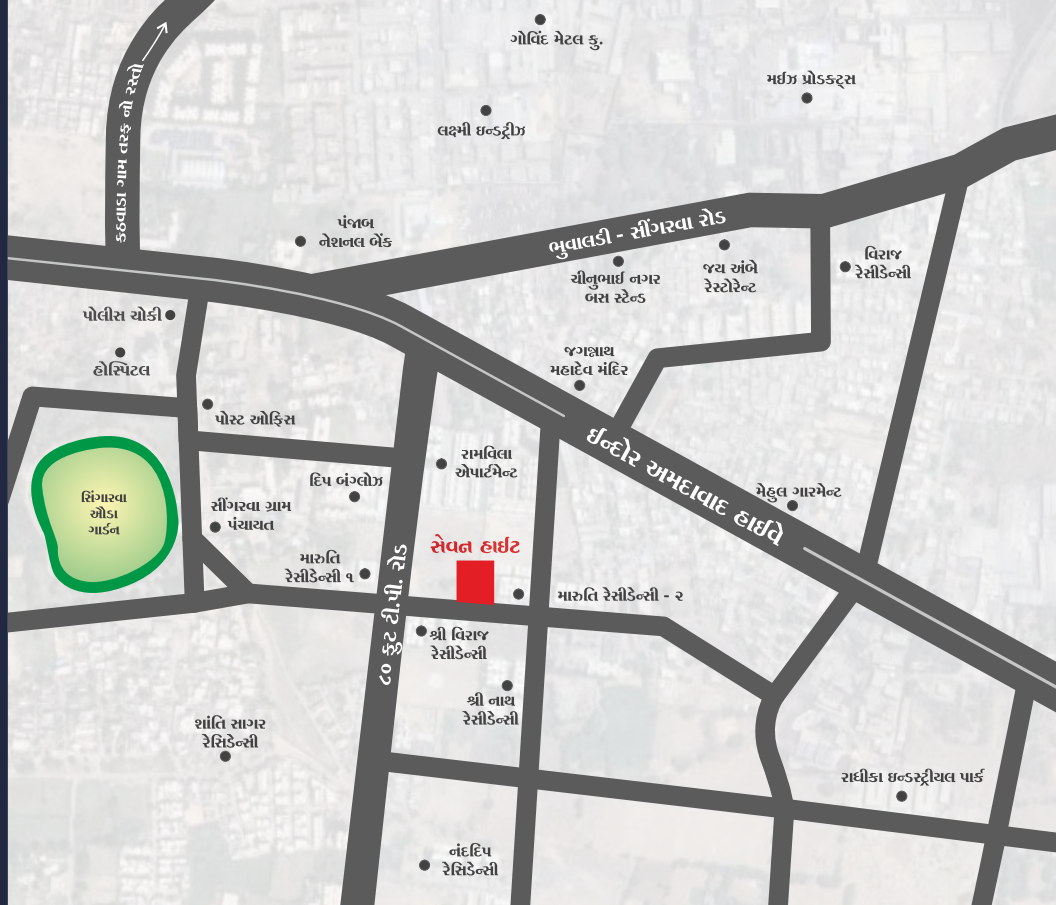 ગોવિંદ મેટલ કુ.
મઈઝ પ્રોડક્ટ્સ
લક્ષ્મી ઇન્ડટ્રીઝ
કઠવાડા ગામ તરફ નો રસ્તો
પંજાબ
નેશનલ બેંક
ભુવાલડી - સીંગરવા રોડ
ચીનુભાઈ નગર
બસ સ્ટેન્ડ
જય અંબે
રેસ્ટોરેન્ટ
વિરાજ
રેસીડેન્સી
પોલીસ ચોકી
હોસ્પિટલ
જગન્નાથ
મહાદેવ મંદિર
પોસ્ટ ઓફિસ
ઈન્દોર અમદાવાદ હાઈવે
રામવિલા
એપાર્ટમેન્ટ
દિપ બંગ્લોઝ
મેહુલ ગારમેન્ટ
સિંગારવા
ઔડા
ગાર્ડન
સીંગરવા ગ્રામ
પંચાયત
સેવન હાઈટ
મારુતિ
રેસીડેન્સી ૧
૮૦ ફુટ ટી.પી. રોડ
મારુતિ રેસીડેન્સી - ૨
શ્રી વિરાજ
રેસીડેન્સી
શ્રી નાથ
રેસીડેન્સી
શાંતિ સાગર
રેસિડેન્સી
રાધીકા ઇન્ડસ્ટ્રીયલ પાર્ક
નંદદિપ
રેસિડેન્સી